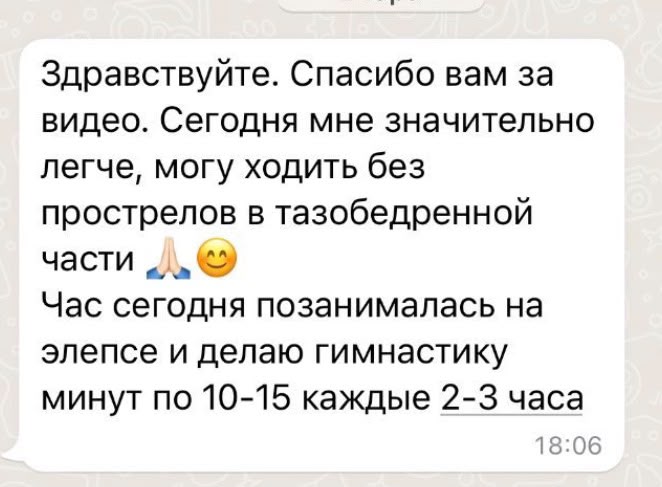 Здравствуйте. Спасибо вам за
видео. Сегодня мне значительно
легче, могу ходить без
прострелов в тазобедренной
части 🙏🏻😊
Час сегодня позанималась на
элепсе и делаю гимнастику
минут по 10-15 каждые 2-3 часа
18:06